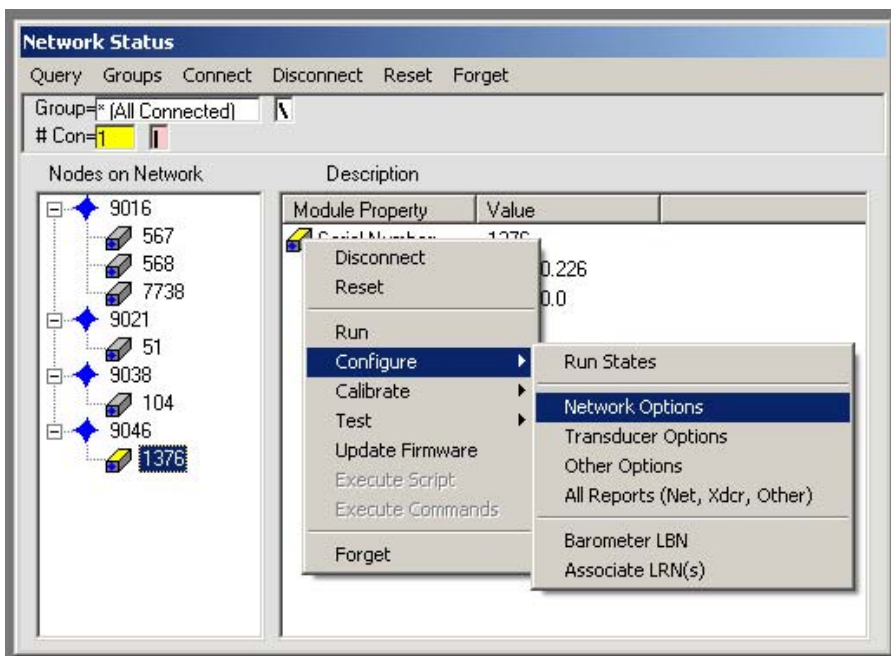 Network Status
Query Groups Connect Disconnect Reset Forget
Group=* (All Connected) \
# Con=1 |
Nodes on Network Description
Module Property Value
9016
567
568
7738
9021
51
9038
104
9046
1376
Serial Number 1376
0.226
0.0
Disconnect
Reset
Run
Configure
Calibrate
Test
Update Firmware
Execute Script
Execute Commands
Forget
Run States
Network Options
Transducer Options
Other Options
All Reports (Net, Xdcr, Other)
Barometer LBN
Associate LRN(s)